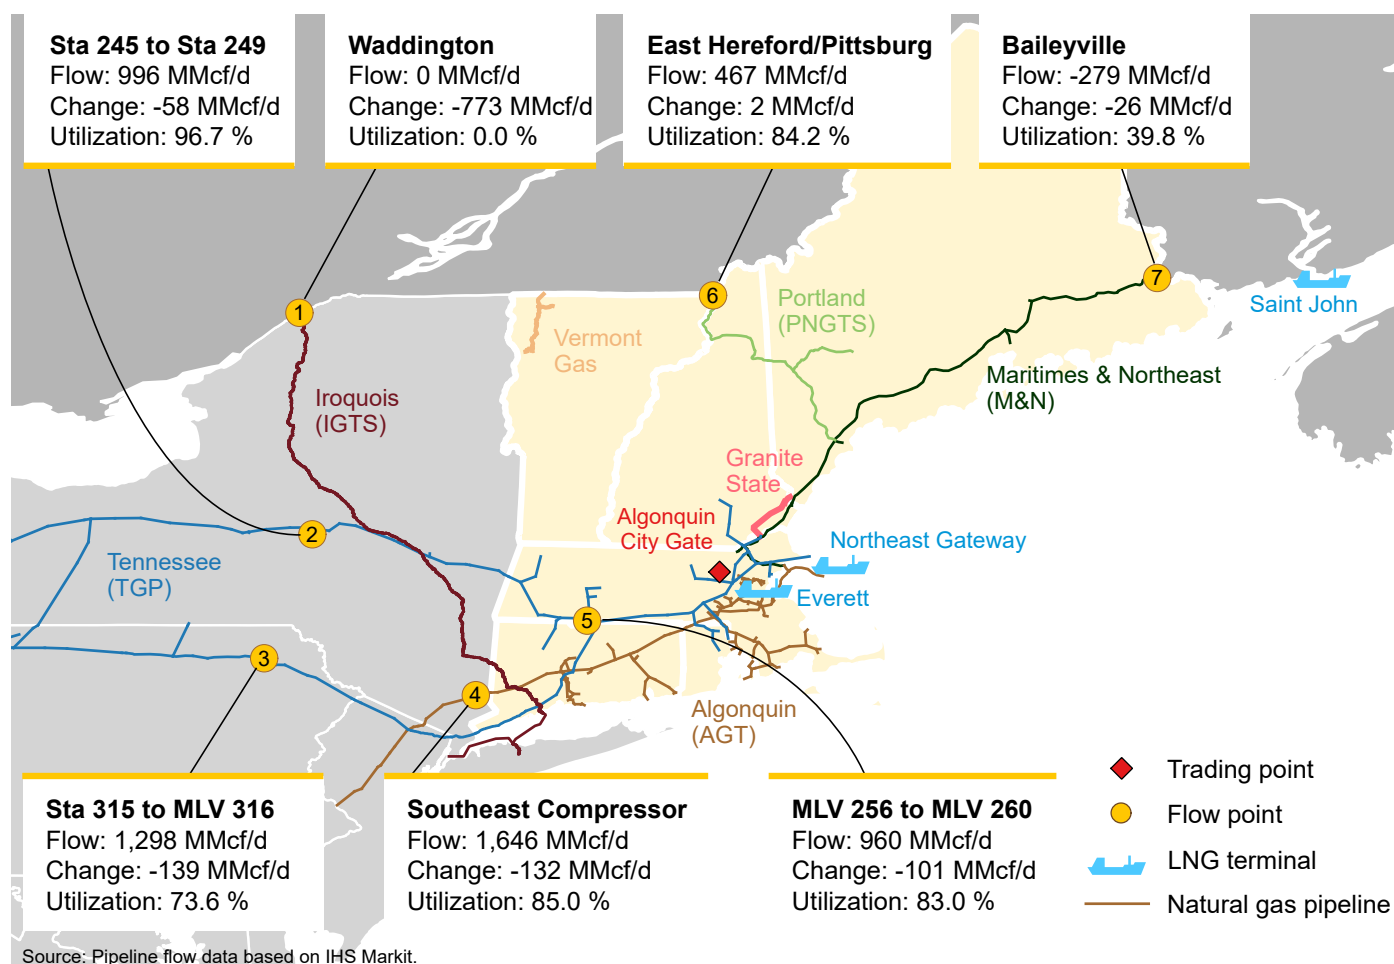 Sta 245 to Sta 249
Flow: 996 MMcf/d
Change: -58 MMcf/d
Utilization: 96.7 %
Waddington
Flow: 0 MMcf/d
Change: -773 MMcf/d
Utilization: 0.0 %
East Hereford/Pittsburg
Flow: 467 MMcf/d
Change: 2 MMcf/d
Utilization: 84.2 %
Baileyville
Flow: -279 MMcf/d
Change: -26 MMcf/d
Utilization: 39.8 %
1
6
7
Saint John
Portland
(PNGTS)
Vermont
Gas
Iroquois
(IGTS)
Maritimes & Northeast
(M&N)
Granite
State
Algonquin
City Gate
2
Northeast Gateway
Tennessee
(TGP)
Everett
5
3
4
Algonquin
(AGT)
Sta 315 to MLV 316
Flow: 1,298 MMcf/d
Change: -139 MMcf/d
Utilization: 73.6 %
Southeast Compressor
Flow: 1,646 MMcf/d
Change: -132 MMcf/d
Utilization: 85.0 %
MLV 256 to MLV 260
Flow: 960 MMcf/d
Change: -101 MMcf/d
Utilization: 83.0 %
Trading point
Flow point
LNG terminal
Natural gas pipeline
Source: Pipeline flow data based on IHS Markit.